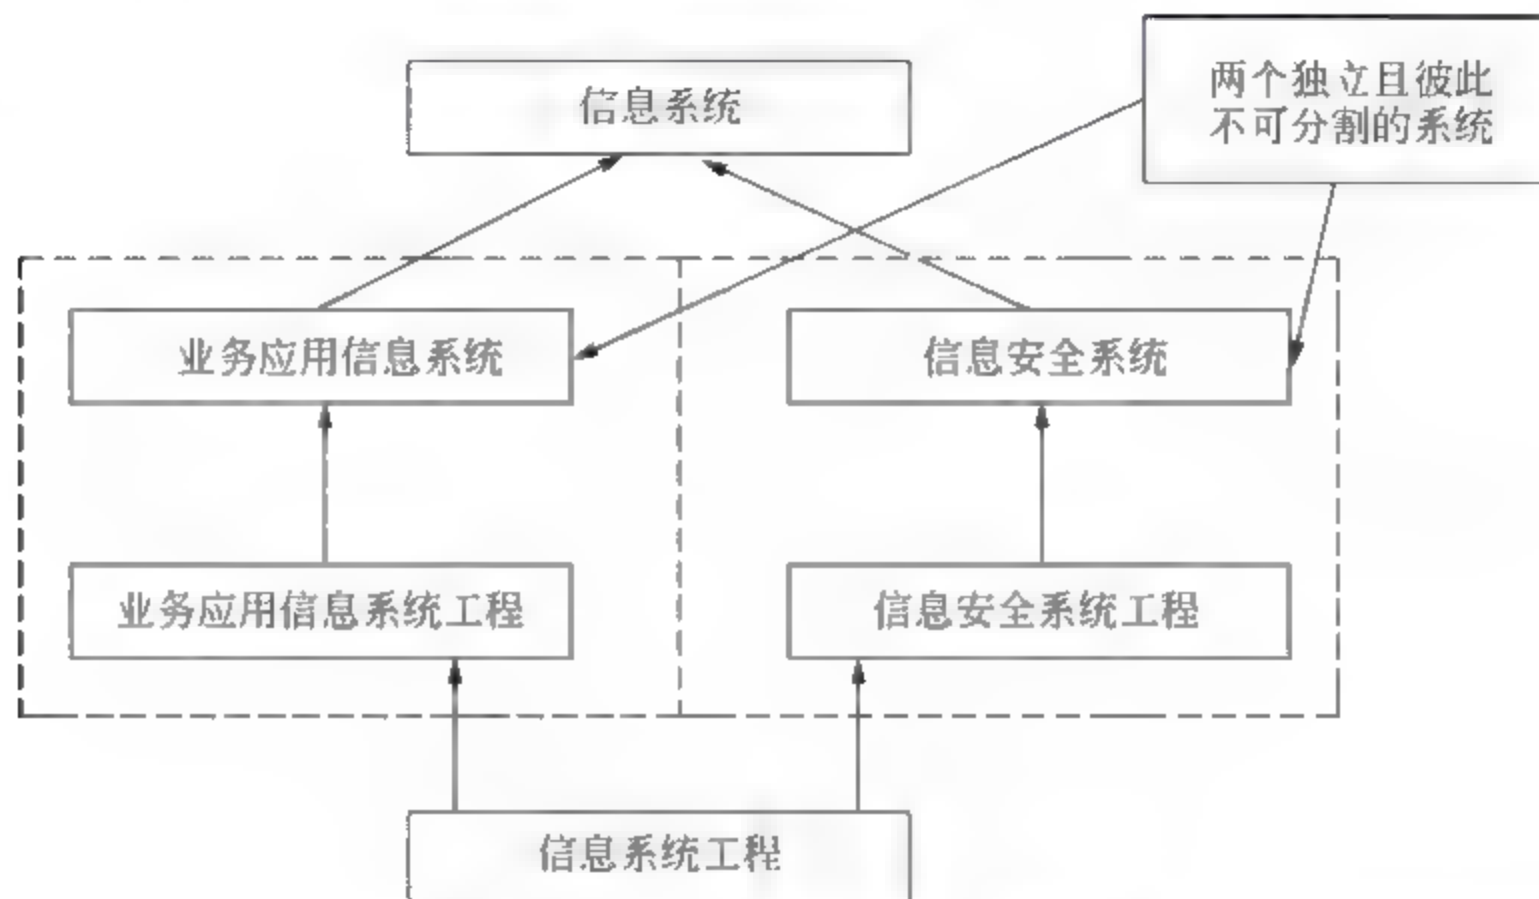 信息系统
两个独立且彼此
不可分割的系统
业务应用信息系统
信息安全系统
业务应用信息系统工程
信息安全系统工程
信息系统工程